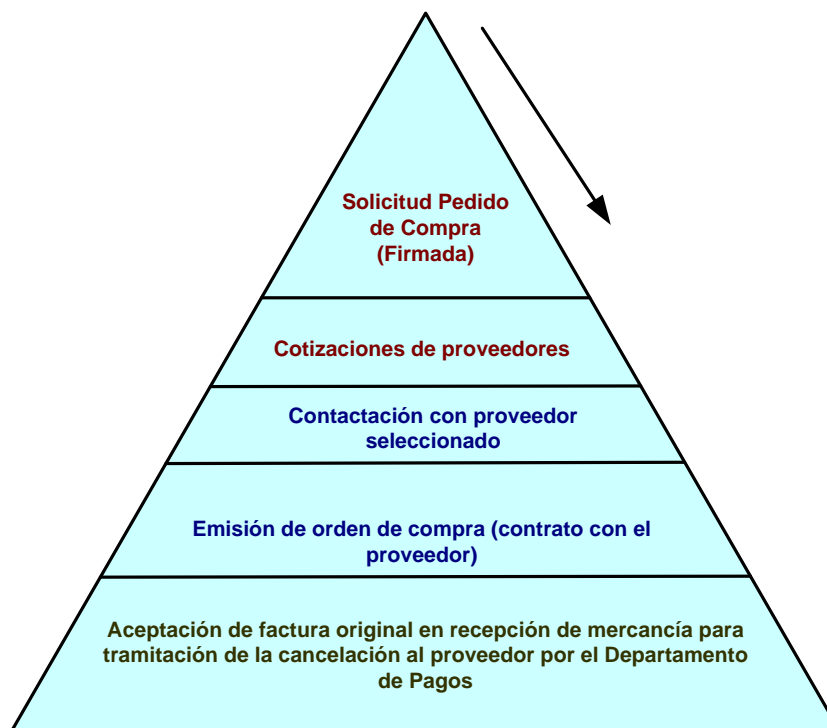 Solicitud Pedido
de Compra
(Firmada)
Cotizaciones de proveedores
Contactación con proveedor
seleccionado
Emisión de orden de compra (contrato con el
proveedor)
Aceptación de factura original en recepción de mercancía para
tramitación de la cancelación al proveedor por el Departamento
de Pagos